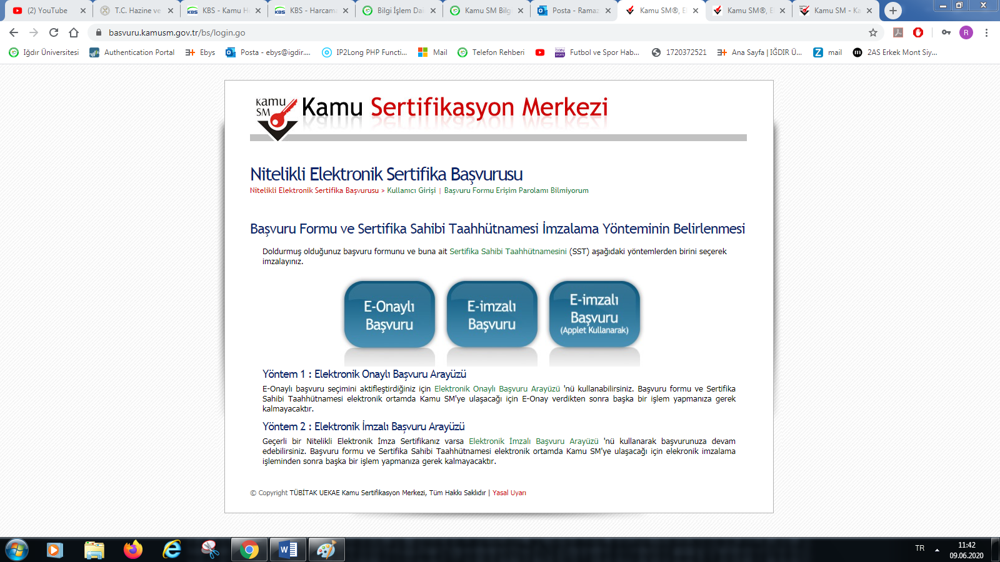 (2) YouTube
T.C. Hazine ve
KBS - Kamu H
KBS - Harcama
Bilgi İşlem Dai
Kamu SM Bilg
Posta - Ramaz
Kamu SM®, E
Kamu SM®, E
Kamu SM - Ka
basvuru.kamusm.gov.tr/bs/login.go
R
Iğdır Üniversitesi
Authentication Portal
Ebys
Posta - ebys@igdir....
IP2Long PHP Functi...
Mail
Telefon Rehberi
Futbol ve Spor Hab...
1720372521
Ana Sayfa | IĞDIR Ü...
mail
2AS Erkek Mont Siy...
kamu SM
Kamu Sertifikasyon Merkezi
Nitelikli Elektronik Sertifika Başvurusu
Nitelikli Elektronik Sertifika Başvurusu > Kullanıcı Girişi | Başvuru Formu Erişim Parolamı Bilmiyorum
Başvuru Formu ve Sertifika Sahibi Taahhütnamesi İmzalama Yönteminin Belirlenmesi
Doldurmuş olduğunuz başvuru formunu ve buna ait Sertifika Sahibi Taahhütnamesini (SST) aşağıdaki yöntemlerden birini seçerek
imzalayınız.
E-Onaylı
Başvuru
E-imzalı
Başvuru
E-imzalı
Başvuru
(Applet Kullanarak)
Yöntem 1 : Elektronik Onaylı Başvuru Arayüzü
E-Onaylı başvuru seçimini aktifleştirdiğiniz için Elektronik Onaylı Başvuru Arayüzü 'nü kullanabilirsiniz. Başvuru formu ve Sertifika
Sahibi Taahhütnamesi elektronik ortamda Kamu SM'ye ulaşacağı için E-Onay verdikten sonra başka bir işlem yapmanıza gerek
kalmayacaktır.
Yöntem 2 : Elektronik İmzalı Başvuru Arayüzü
Geçerli bir Nitelikli Elektronik İmza Sertifikanız varsa Elektronik İmzalı Başvuru Arayüzü 'nü kullanarak başvurunuza devam
edebilirsiniz. Başvuru formu ve Sertifika Sahibi Taahhütnamesi elektronik ortamda Kamu SM'ye ulaşacağı için elekronik imzalama
işleminden sonra başka bir işlem yapmanıza gerek kalmayacaktır.
© Copyright TÜBİTAK UEKAE Kamu Sertifikasyon Merkezi, Tüm Hakkı Saklıdır | Yasal Uyarı
TR
11:42
09.06.2020